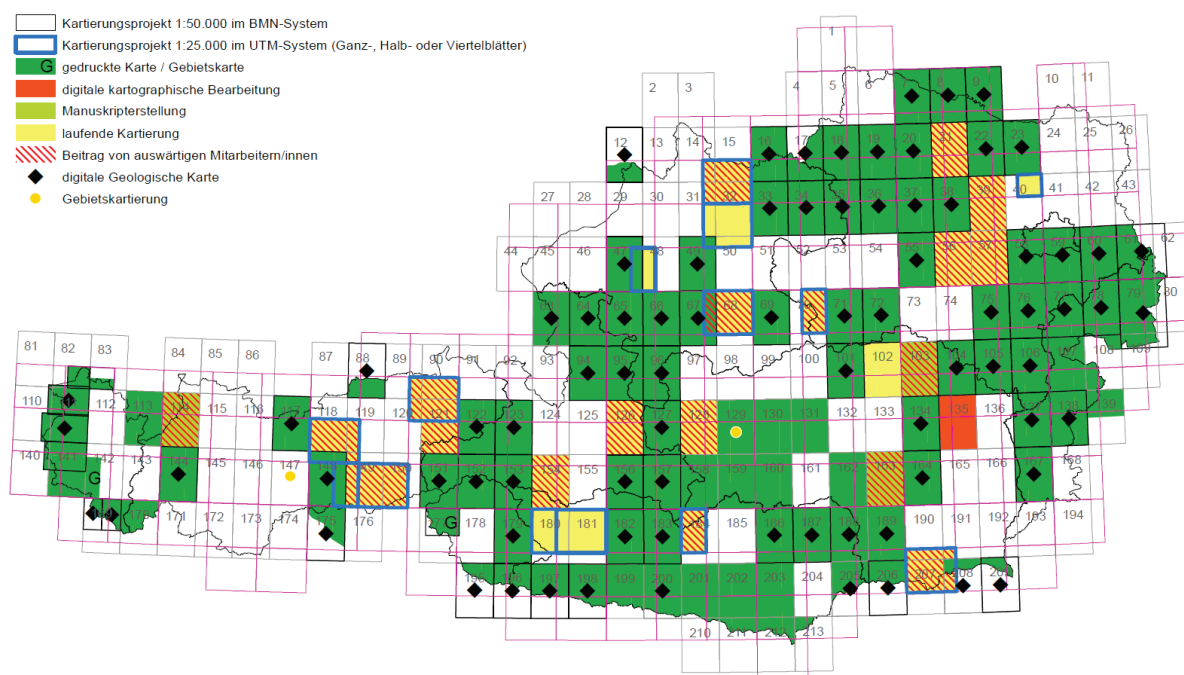 Kartierungsprojekt 1:50.000 im BMN-System
Kartierungsprojekt 1:25.000 im UTM-System (Ganz-, Halb- oder Viertelblätter)
G gedruckte Karte / Gebietskarte
digitale kartographische Bearbeitung
Manuskripterstellung
laufende Kartierung
Beitrag von auswärtigen Mitarbeitern/innen
digitale Geologische Karte
Gebietskartierung
1
2 3 4 5 6 7 8 9 10 11
12 13 14 15 16 17 18 19 20 21 22 23 24 25 26
27 28 29 30 31 32 33 34 35 36 37 38 39 40 41 42 43
44 45 46 47 48 49 50 51 52 53 54 55 56 57 58 59 60 61 62
63 64 65 66 67 68 69 70 71 72 73 74 75 76 77 78 79 80
81 82 83 84 85 86 87 88 89 90 91 92 93 94 95 96 97 98 99 100 101 102 103 104 105 106 107 108 109
110 111 112 113 114 115 116 117 118 119 120 121 122 123 124 125 126 127 128 129 130 131 132 133 134 135 136 137 138 139
140 141 142 143 144 145 146 147 148 149 150 151 152 153 154 155 156 157 158 159 160 161 162 163 164 165 166 167 168
G
169 170 171 172 173 174 175 176 177 G 178 179 180 181 182 183 184 185 186 187 188 189 190 191 192 193 194
195 196 197 198 199 200 201 202 203 204 205 206 207 208 209
210 211 212 213